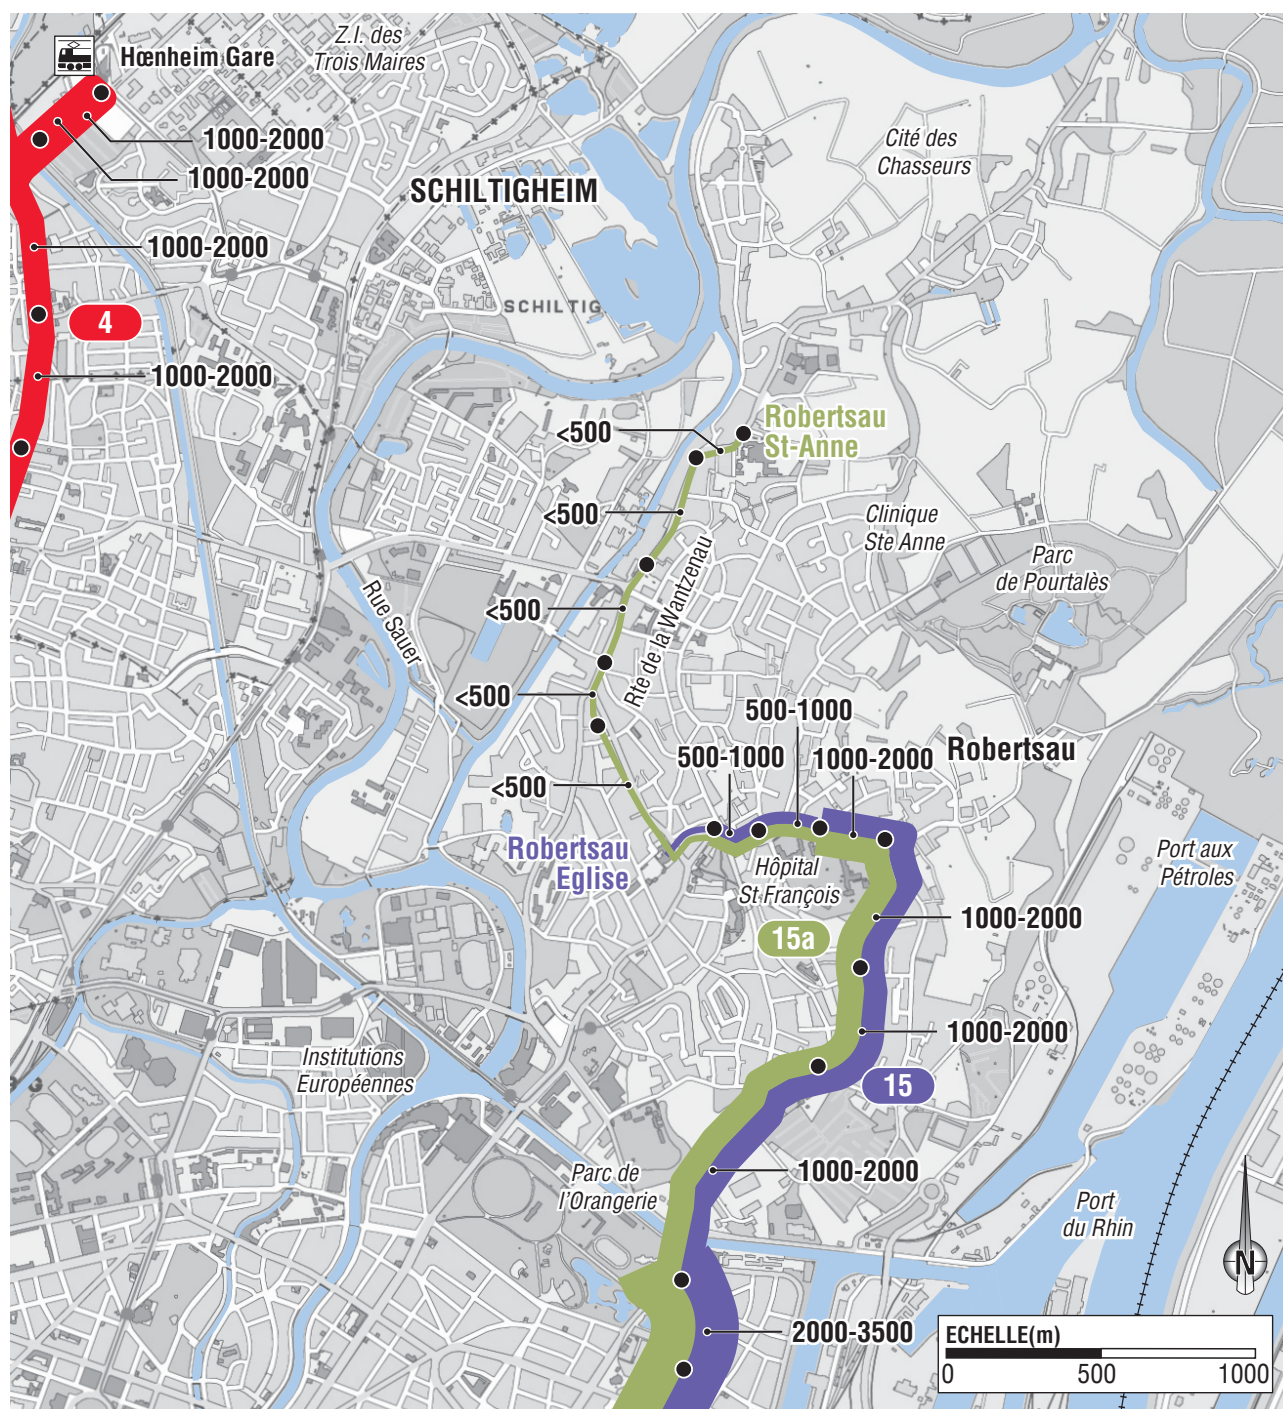 Z.I. des
Trois Maires
Hœnheim Gare
1000-2000
1000-2000
Cité des
Chasseurs
SCHILTIGHEIM
1000-2000
SCHILTIG
4
1000-2000
Robertsau
St-Anne
<500
<500
Clinique
Ste Anne
Parc
de Pourtalès
Rue Sauer
<500
Rte de la Wantzenau
<500
500-1000
500-1000
1000-2000
Robertsau
<500
Robertsau
Eglise
Hôpital
St François
Port aux
Pétroles
15a
1000-2000
1000-2000
Institutions
Européennes
15
Parc de
l'Orangerie
1000-2000
Port
du Rhin
N
2000-3500
ECHELLE(m)
0 500 1000